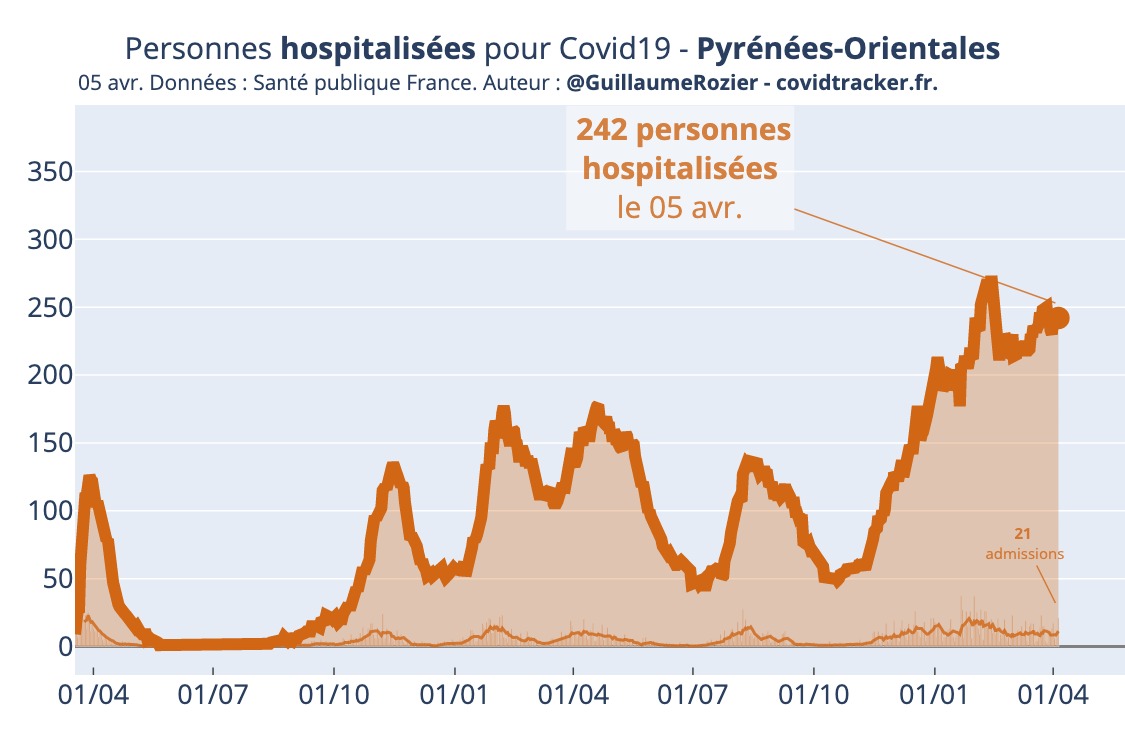 Personnes hospitalisées pour Covid19 - Pyrénées-Orientales
05 avr. Données : Santé publique France. Auteur : @GuillaumeRozier - covidtracker.fr.
242 personnes
hospitalisées
le 05 avr.
350
300
250
200
150
100
50
0
21
admissions
01/04 01/07 01/10 01/01 01/04 01/07 01/10 01/01 01/04